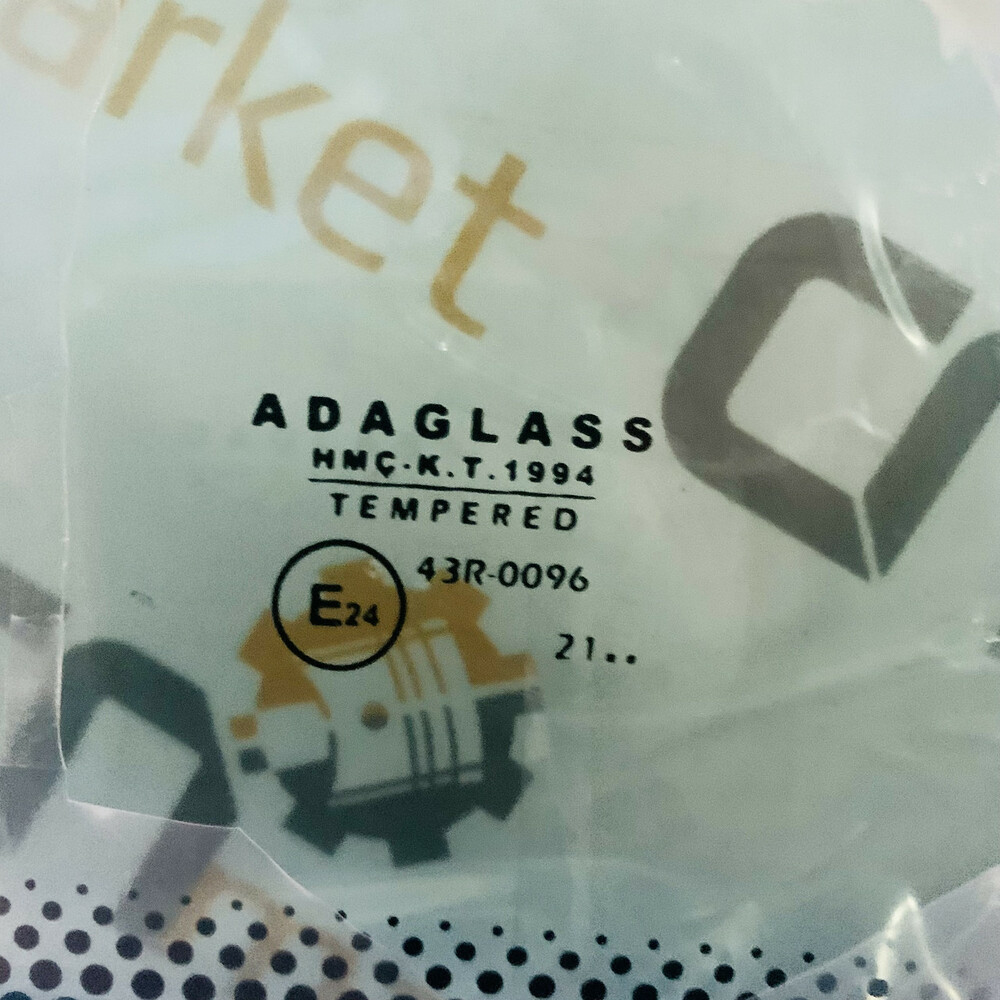 arket
ADAGLASS
HMÇ-K.T.1994
TEMPERED
E24
43R-0096
21..